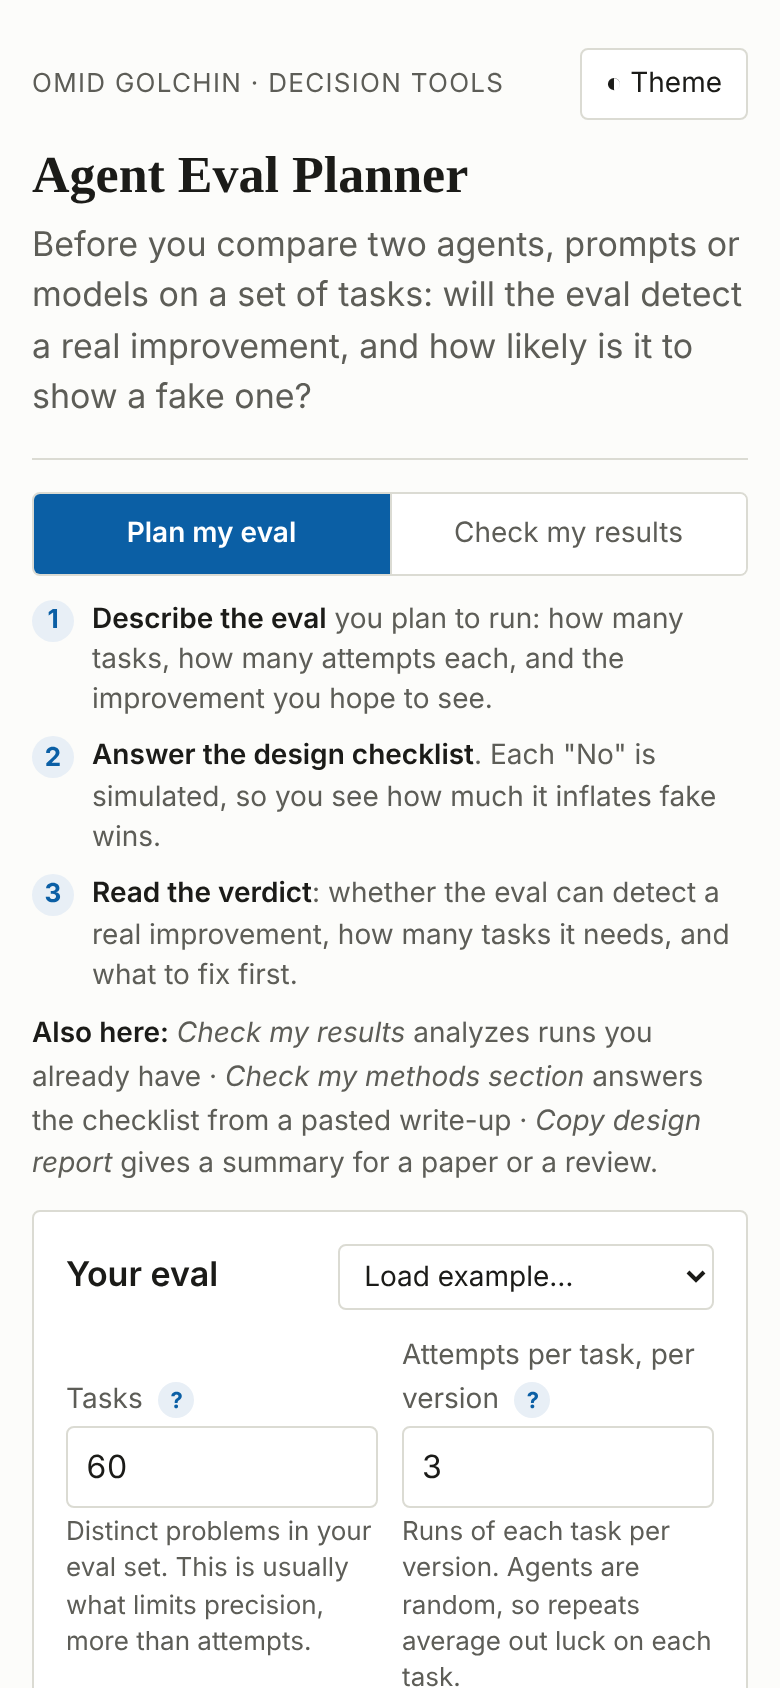 OMID GOLCHIN · DECISION TOOLS
◐ Theme
Agent Eval Planner
Before you compare two agents, prompts or
models on a set of tasks: will the eval detect
a real improvement, and how likely is it to
show a fake one?
Plan my eval
Check my results
1 Describe the eval you plan to run: how many
tasks, how many attempts each, and the
improvement you hope to see.
2 Answer the design checklist. Each "No" is
simulated, so you see how much it inflates fake
wins.
3 Read the verdict: whether the eval can detect a
real improvement, how many tasks it needs, and
what to fix first.
Also here: Check my results analyzes runs you
already have · Check my methods section answers
the checklist from a pasted write-up · Copy design
report gives a summary for a paper or a review.
Your eval
Load example...
Tasks ?
60
Distinct problems in your
eval set. This is usually
what limits precision,
more than attempts.
Attempts per task, per
version ?
3
Runs of each task per
version. Agents are
random, so repeats
average out luck on each
task.